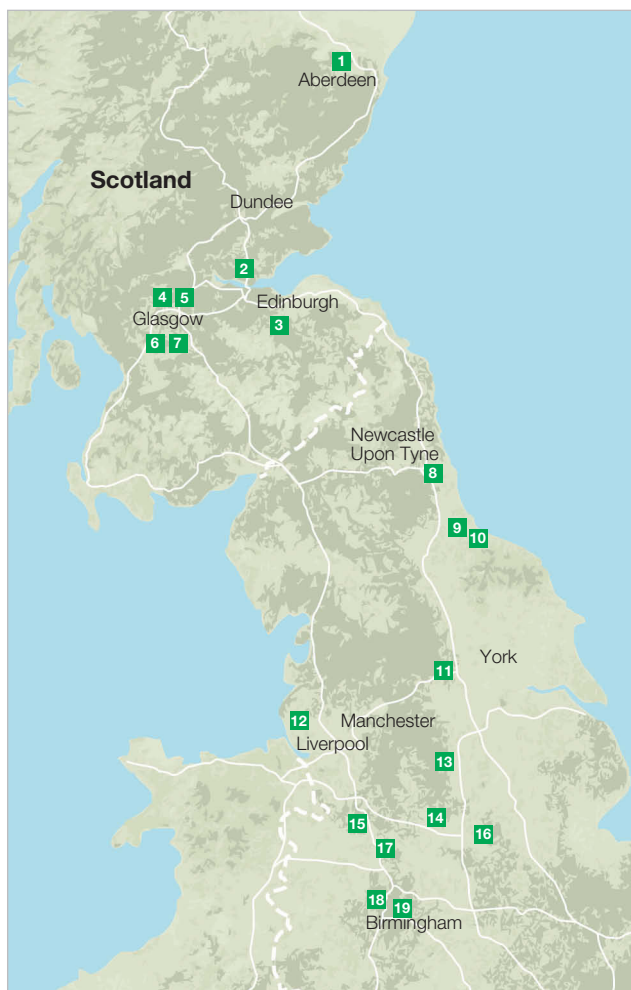 1
Aberdeen
Scotland
Dundee
2
4 5
Edinburgh
Glasgow
3
6 7
Newcastle
Upon Tyne
8
9
10
York
11
12
Manchester
Liverpool
13
14
15
16
17
18
19
Birmingham